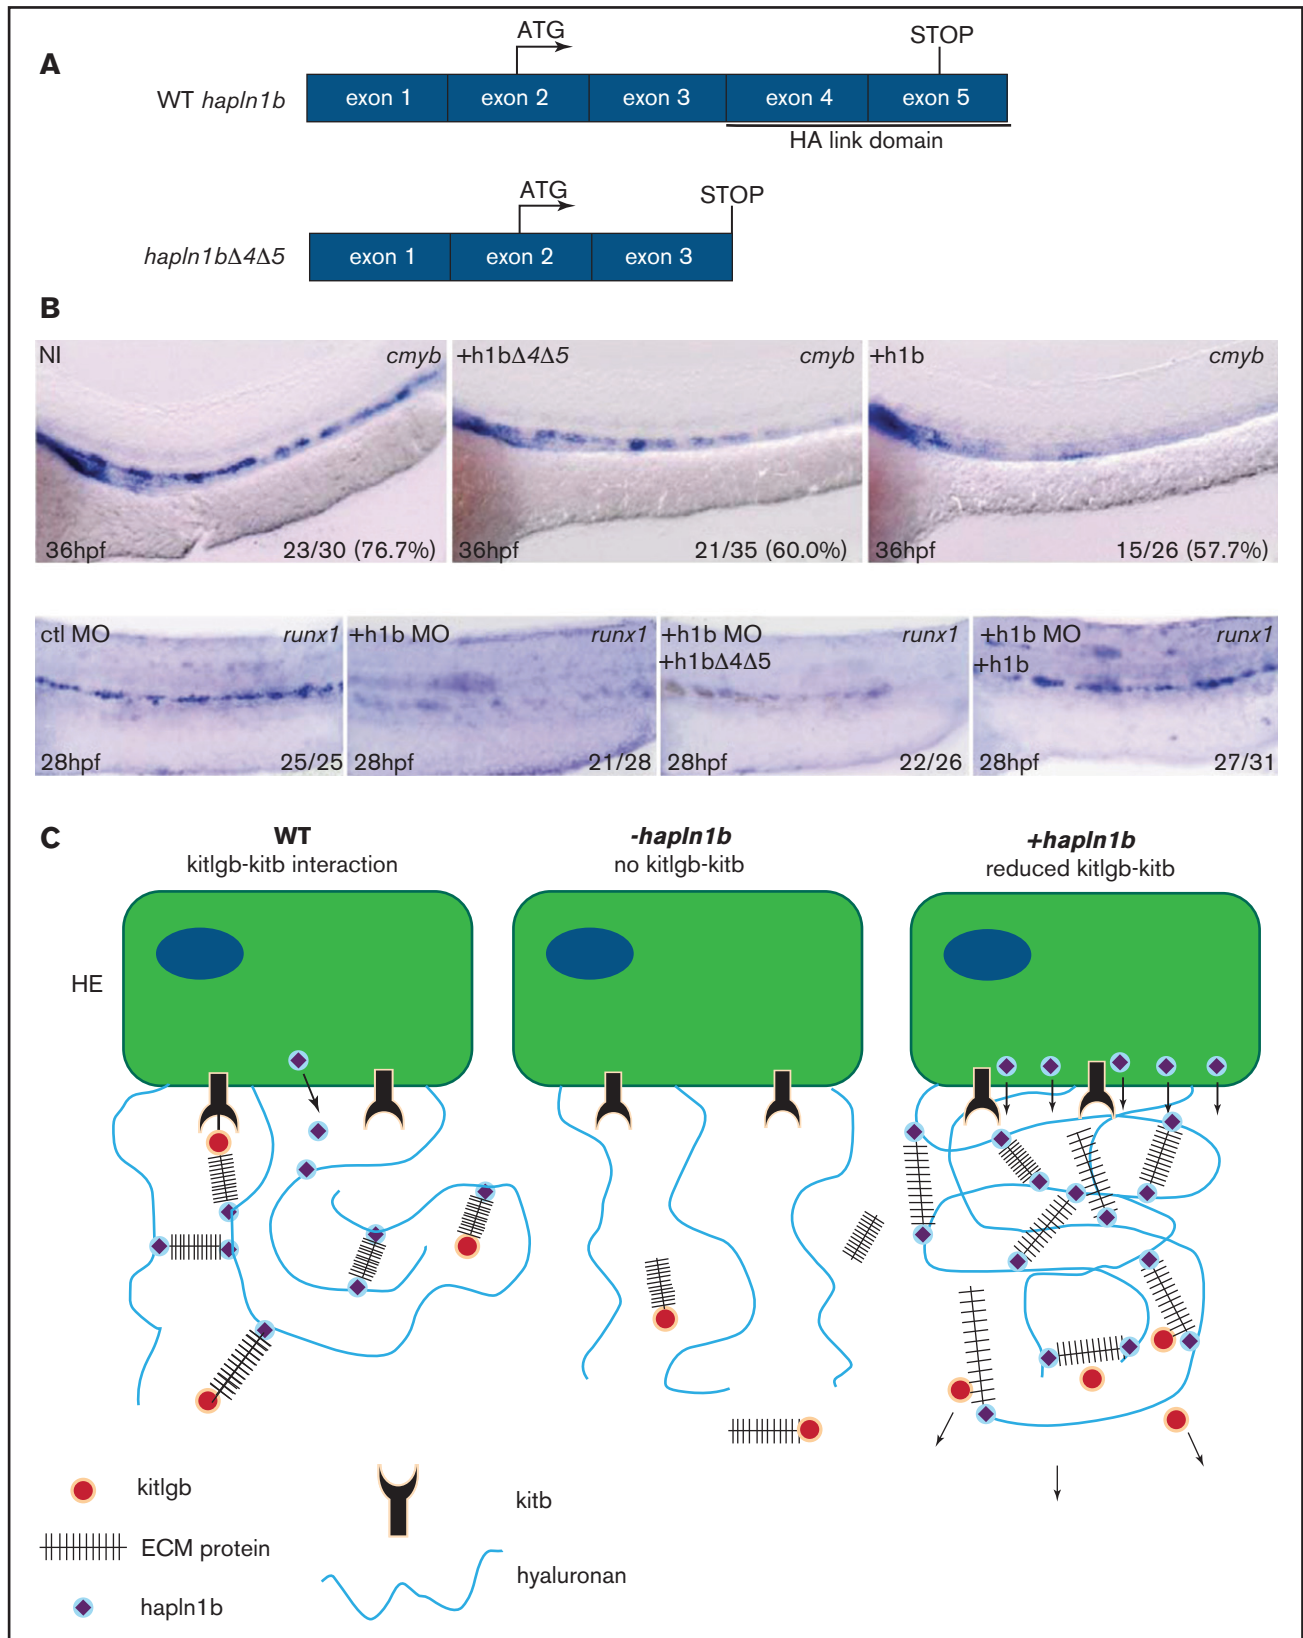 A
ATG
STOP
WT hapln1b
exon 1 exon 2 exon 3 exon 4 exon 5
HA link domain
ATG
STOP
hapln1bΔ4Δ5
exon 1 exon 2 exon 3
B
NI cmyb
36hpf 23/30 (76.7%)
+h1bΔ4Δ5 cmyb
36hpf 21/35 (60.0%)
+h1b cmyb
36hpf 15/26 (57.7%)
ctl MO runx1
28hpf 25/25
+h1b MO runx1
28hpf 21/28
+h1b MO runx1
+h1bΔ4Δ5
28hpf 22/26
+h1b MO runx1
+h1b
28hpf 27/31
C
WT
kitlgb-kitb interaction
-hapln1b
no kitlgb-kitb
+hapln1b
reduced kitlgb-kitb
HE
kitlgb
ECM protein
hapln1b
kitb
hyaluronan